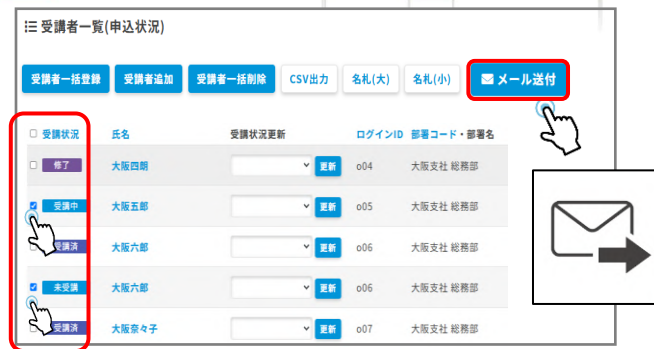 受講者一覧(申込状況)
受講者一括登録 受講者追加 受講者一括削除 CSV出力 名札(大) 名札(小) メール送付
受講状況 氏名 受講状況更新 ログインID 部署コード・部署名
修了 大阪四朗 更新 o04 大阪支社 総務部
受講中 大阪五郎 更新 o05 大阪支社 総務部
受講済 大阪六郎 更新 o06 大阪支社 総務部
未受講 大阪六郎 更新 o06 大阪支社 総務部
受講済 大阪奈々子 更新 o07 大阪支社 総務部